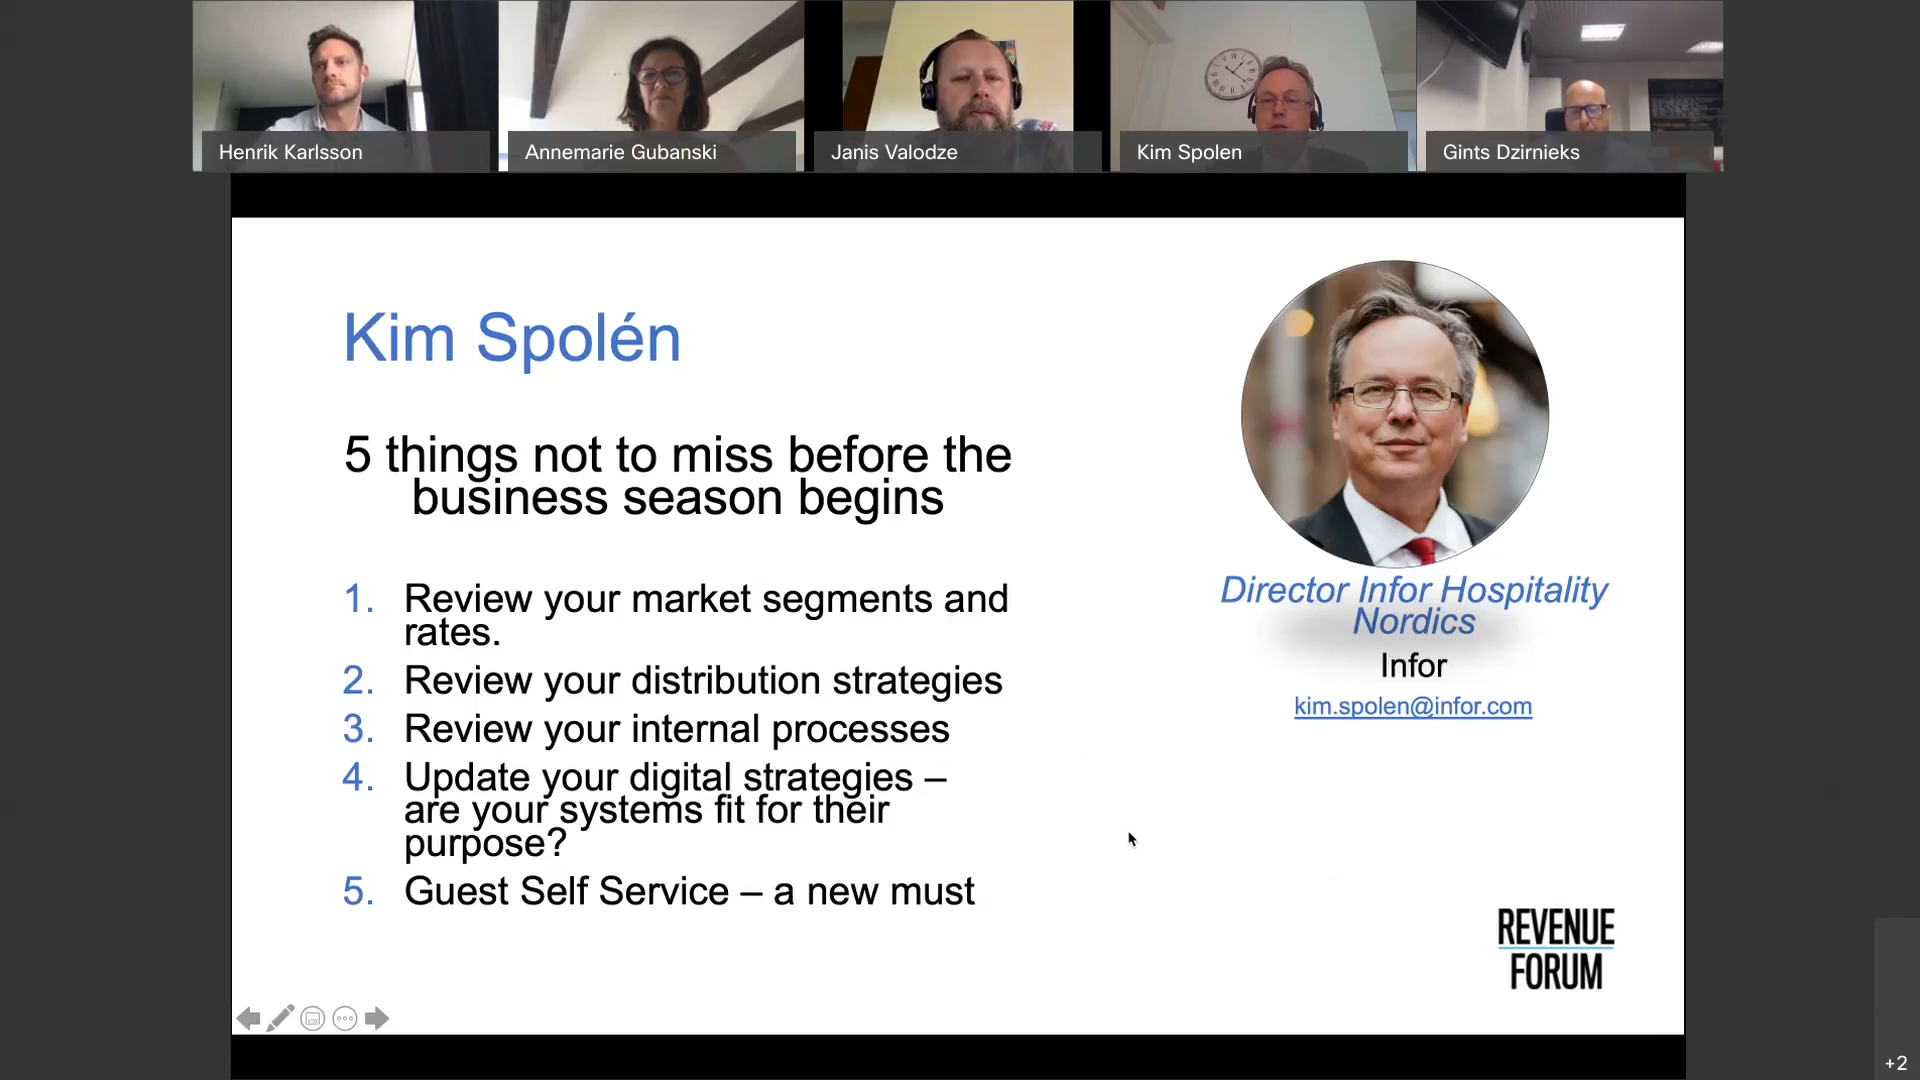 Henrik Karlsson
Annemarie Gubanski
Janis Valodze
Kim Spolen
Gints Dzirnieks
Kim Spolén
5 things not to miss before the
business season begins
1. Review your market segments and
rates.
2. Review your distribution strategies
3. Review your internal processes
4. Update your digital strategies –
are your systems fit for their
purpose?
5. Guest Self Service – a new must
Director Infor Hospitality
Nordics
Infor
kim.spolen@infor.com
REVENUE
FORUM
+2